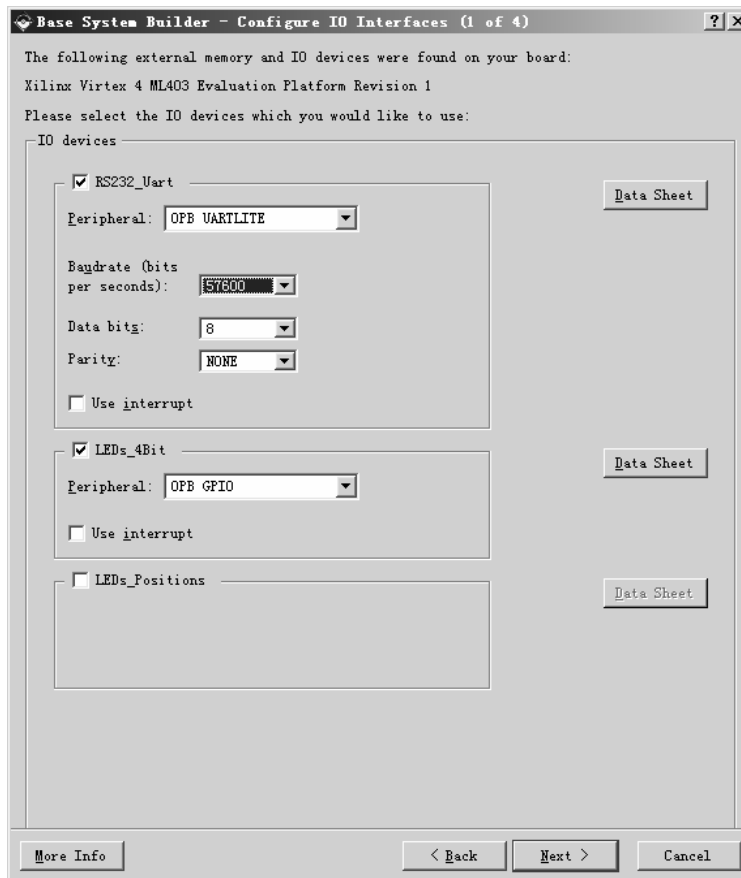 Base System Builder - Configure IO Interfaces (1 of 4)
The following external memory and IO devices were found on your board:
Xilinx Virtex 4 ML403 Evaluation Platform Revision 1
Please select the IO devices which you would like to use:
IO devices
RS232_Uart
Data Sheet
Peripheral: OPB UARTLITE
Baudrate (bits
per seconds): 57600
Data bits: 8
Parity: NONE
Use interrupt
LEDs_4Bit
Data Sheet
Peripheral: OPB GPIO
Use interrupt
LEDs_Positions
Data Sheet
More Info < Back Next > Cancel